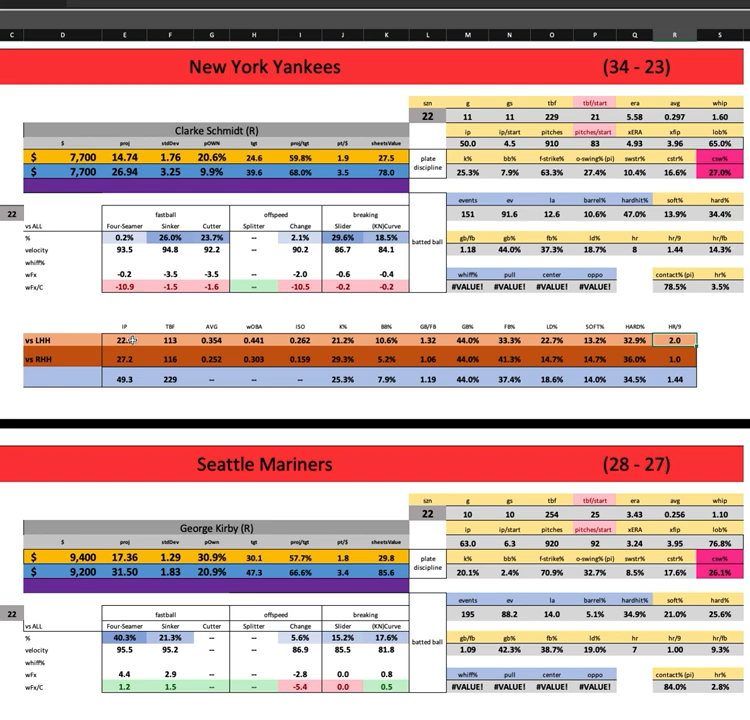 C D E F G H I J K L M N O P Q R S
New York Yankees (34 - 23)
szn g gs tbf tbf/start era avg whip
22 11 11 229 21 5.58 0.297 1.60
Clarke Schmidt (R)
ip ip/start pitches pitches/start xERA xfip lob%
$ proj stdDev pOWN tgt proj/tgt pt/$ sheetsValue
50.0 4.5 910 83 4.93 3.96 65.0%
$ 7,700 14.74 1.76 20.6% 24.6 59.8% 1.9 27.5
plate discipline
k% bb% f-strike% o-swing% (pi) swstr% cstr% csw%
$ 7,700 26.94 3.25 9.9% 39.6 68.0% 3.5 78.0
25.3% 7.9% 63.3% 27.4% 10.4% 16.6% 27.0%
events ev la barrel% hardhit% soft% hard%
22 fastball offspeed breaking
151 91.6 12.6 10.6% 47.0% 13.9% 34.4%
vs ALL Four-Seamer Sinker Cutter Splitter Change Slider (KN)Curve
% 0.2% 26.0% 23.7% -- 2.1% 29.6% 18.5%
batted ball
gb/fb gb% fb% ld% hr hr/9 hr/fb
velocity 93.5 94.8 92.2 -- 90.2 86.7 84.1
1.18 44.0% 37.3% 18.7% 8 1.44 14.3%
whiff%
wFx -0.2 -3.5 -3.5 -2.0 -0.6 -0.4
whiff% pull center oppo contact% (pi) hr%
wFx/C -10.9 -1.5 -1.6 -- -10.5 -0.2 -0.2
#VALUE! #VALUE! #VALUE! #VALUE! 78.5% 3.5%
IP TBF AVG wOBA ISO K% BB% GB/FB GB% FB% LD% SOFT% HARD% HR/9
vs LHH 22. 113 0.354 0.441 0.262 21.2% 10.6% 1.32 44.0% 33.3% 22.7% 13.2% 32.9% 2.0
vs RHH 27.2 116 0.252 0.303 0.159 29.3% 5.2% 1.06 44.0% 41.3% 14.7% 14.7% 36.0% 1.0
49.3 229 25.3% 7.9% 1.19 44.0% 37.4% 18.6% 14.0% 34.5% 1.44
Seattle Mariners (28 - 27)
szn g gs tbf tbf/start era avg whip
22 10 10 254 25 3.43 0.256 1.10
George Kirby (R)
ip ip/start pitches pitches/start xERA xfip lob%
$ proj stdDev pOwn tgt proj/tgt pt/$ sheetsValue
63.0 6.3 920 92 3.24 3.95 76.8%
$ 9,400 17.36 1.29 30.9% 30.1 57.7% 1.8 29.8
plate discipline
k% bb% f-strike% o-swing% (pi) swstr% cstr% csw%
$ 9,200 31.50 1.83 20.9% 47.3 66.6% 3.4 85.6
20.1% 2.4% 70.9% 32.7% 8.5% 17.6% 26.1%
events ev la barrel% hardhit% soft% hard%
22 fastball offspeed breaking
195 88.2 14.0 5.1% 34.9% 21.0% 25.6%
vs ALL Four-Seamer Sinker Cutter Splitter Change Slider (KN)Curve
% 40.3% 21.3% -- -- 5.6% 15.2% 17.6%
batted ball
gb/fb gb% fb% ld% hr hr/9 hr/fb
velocity 95.5 95.2 -- -- 86.9 85.5 81.8
1.09 42.3% 38.7% 19.0% 7 1.00 9.3%
whiff%
wFx 4.4 2.9 -2.8 0.0 0.8
whiff% pull center oppo contact% (pi) hr%
wFx/C 1.2 1.5 -- -- -5.4 0.0 0.5
#VALUE! #VALUE! #VALUE! #VALUE! 84.0% 2.8%